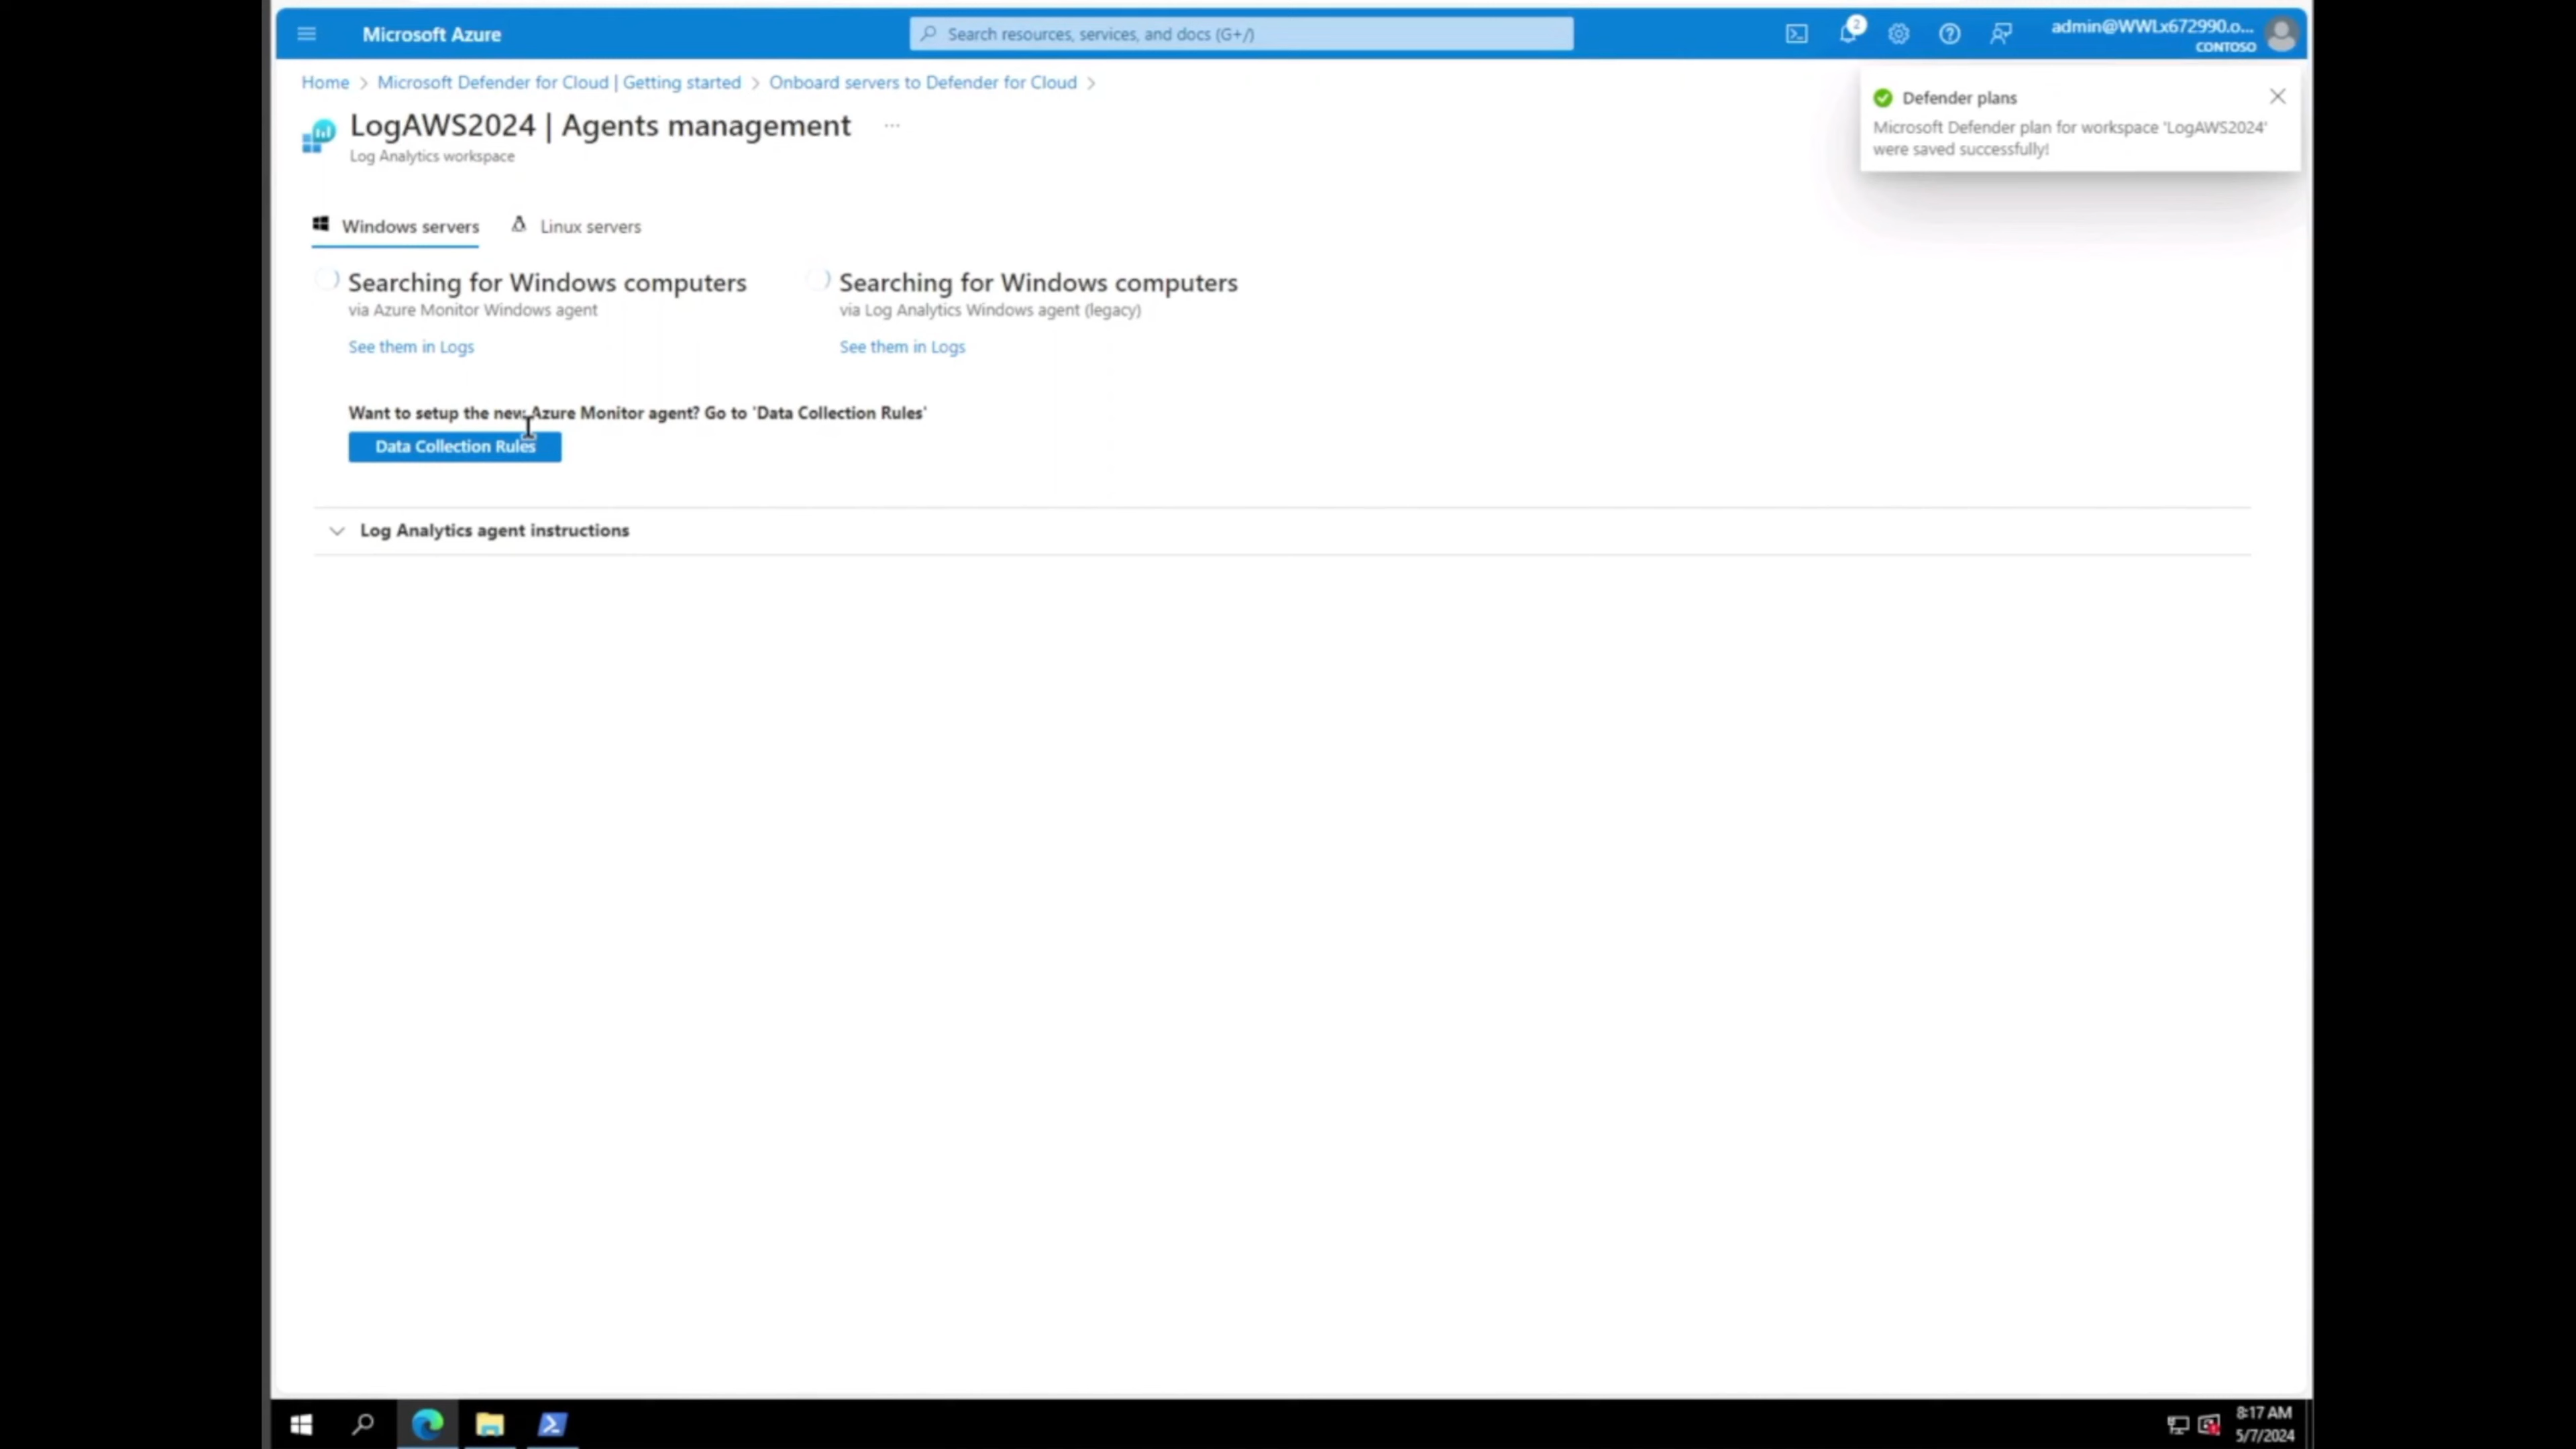 Microsoft Azure
Search resources, services, and docs (G+/)
2
admin@WWLx672990.o...
CONTOSO
Home > Microsoft Defender for Cloud | Getting started > Onboard servers to Defender for Cloud >
LogAWS2024 | Agents management ...
Log Analytics workspace
Defender plans
Microsoft Defender plan for workspace 'LogAWS2024'
were saved successfully!
Windows servers
Linux servers
Searching for Windows computers
via Azure Monitor Windows agent
See them in Logs
Searching for Windows computers
via Log Analytics Windows agent (legacy)
See them in Logs
Want to setup the new Azure Monitor agent? Go to 'Data Collection Rules'
Data Collection Rules
Log Analytics agent instructions
8:17 AM
5/7/2024